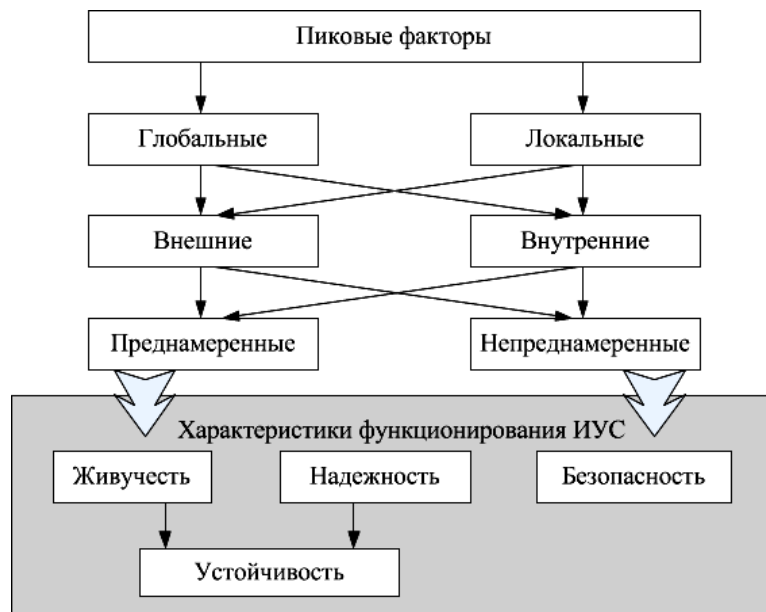 Пиковые факторы
Глобальные
Локальные
Внешние
Внутренние
Преднамеренные
Непреднамеренные
Характеристики функционирования ИУС
Живучесть
Надежность
Безопасность
Устойчивость